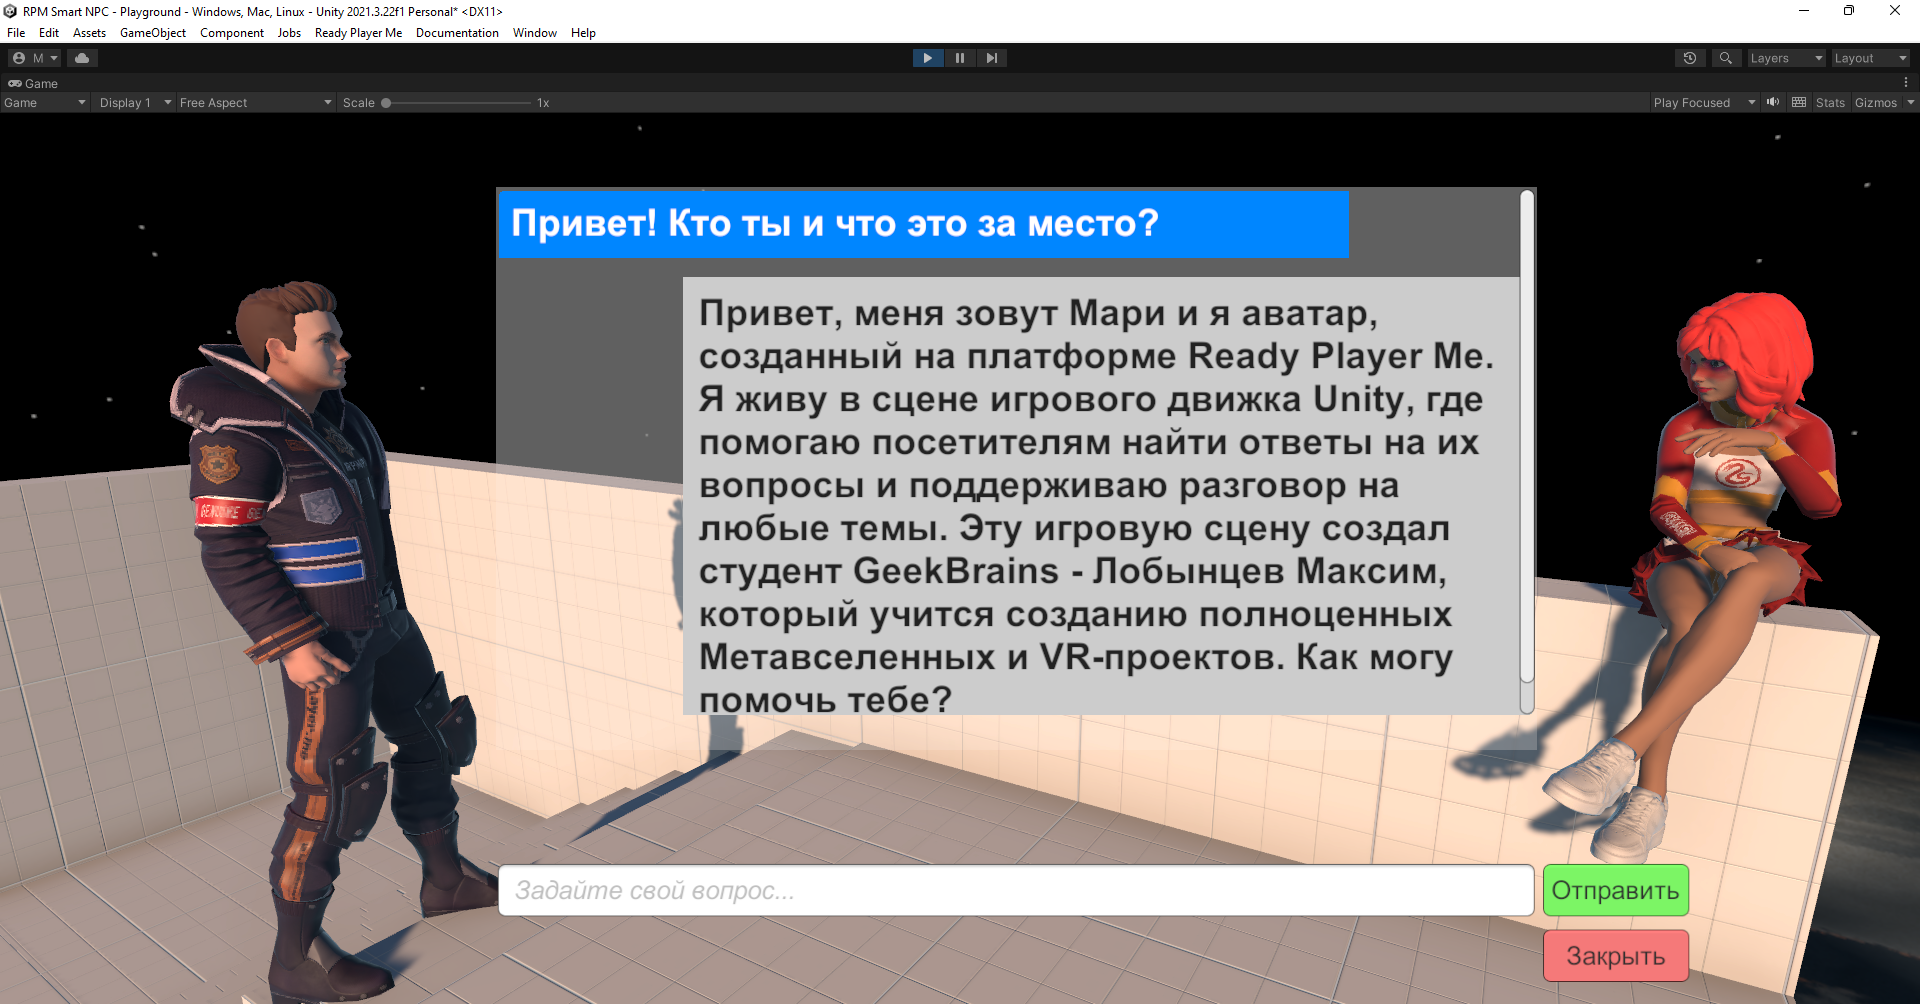 RPM Smart NPC - Playground - Windows, Mac, Linux - Unity 2021.3.22f1 Personal* <DX11>
File Edit Assets GameObject Component Jobs Ready Player Me Documentation Window Help
M Layers Layout
Game
Game Display 1 Free Aspect Scale 1x Play Focused Stats Gizmos
Привет! Кто ты и что это за место?
Привет, меня зовут Мари и я аватар,
созданный на платформе Ready Player Me.
Я живу в сцене игрового движка Unity, где
помогаю посетителям найти ответы на их
вопросы и поддерживаю разговор на
любые темы. Эту игровую сцену создал
студент GeekBrains - Лобынцев Максим,
который учится созданию полноценных
Метавселенных и VR-проектов. Как могу
помочь тебе?
Задайте свой вопрос...
Отправить
Закрыть